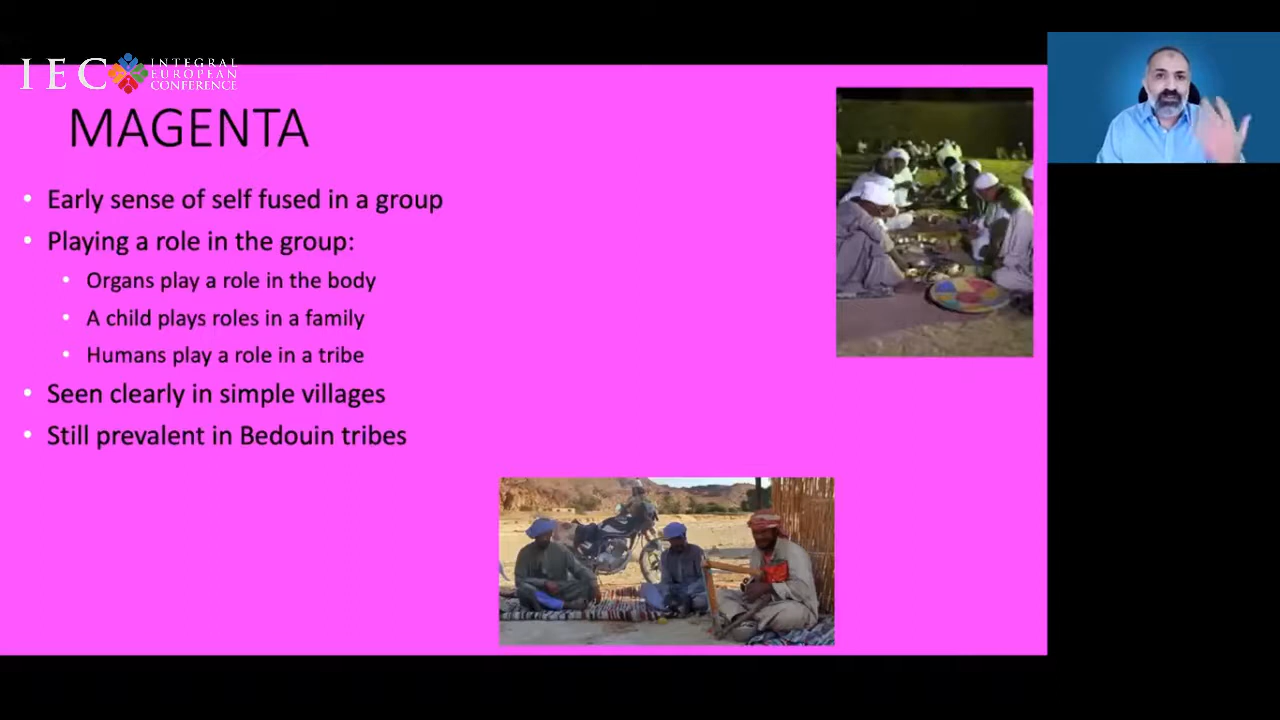 IEC INTEGRAL
EUROPEAN
CONFERENCE
MAGENTA
• Early sense of self fused in a group
• Playing a role in the group:
• Organs play a role in the body
• A child plays roles in a family
• Humans play a role in a tribe
• Seen clearly in simple villages
• Still prevalent in Bedouin tribes